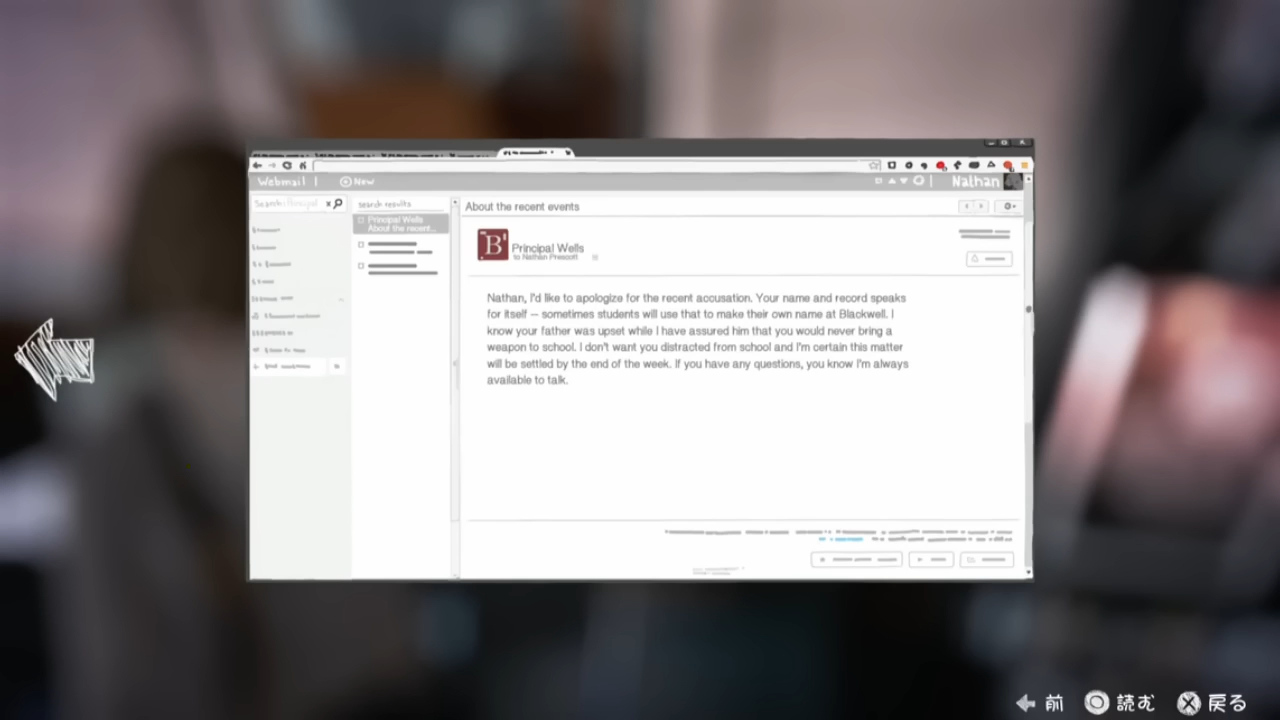 Webmail | New
Nathan
Search: Principal x
search results
Principal Wells
About the recent...
About the recent events
B
Principal Wells
to Nathan Prescott
Nathan, I'd like to apologize for the recent accusation. Your name and record speaks
for itself -- sometimes students will use that to make their own name at Blackwell. I
know your father was upset while I have assured him that you would never bring a
weapon to school. I don't want you distracted from school and I'm certain this matter
will be settled by the end of the week. If you have any questions, you know I'm always
available to talk.
前 読む 戻る